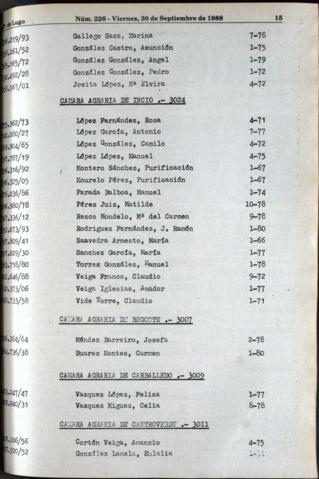 de Lugo Núm. 226 - Viernes, 30 de Septiembre de 1988 15
Gallego Saco, Marina 7-76
González Castro, Asunción 1-75
González González, Angel 1-79
González González, Pedro 1-72
Jovita López, Mª Elvira 4-72
CAMARA AGRARIA DE INCIO .- 3024
López Fernández, Rosa 4-71
López García, Antonio 7-77
López González, Camilo 4-72
López López, Manuel 4-75
Montero Sánchez, Purificación 1-67
Mourelo Pérez, Purificación 1-67
Parada Balboa, Manuel 1-74
Pérez Juiz, Matilde 10-78
Resco Mondelo, Mª del Carmen 9-78
Rodriguez Fernández, J. Ramón 1-80
Saavedra Armesto, María 1-66
Sanchez García, María 1-77
Torres González, Manuel 1-78
Veiga Franco, Claudio 9-72
Veiga Iglesias, Amador 1-77
Vide Torre, Claudio 1-71
CAMARA AGRARIA DE BEGONTE .- 3007
Méndez Barreiro, Josefa 2-78
Suarez Montes, Carmen 1-80
CAMARA AGRARIA DE CARBALLEDO .- 3009
Vazquez López, Felisa 1-77
Vazquez Miguez, Celia 8-76
CAMARA AGRARIA DE CASTROVERDE .- 3011
Cortón Veiga, Amancio 4-75
González Lamela, Eulalia